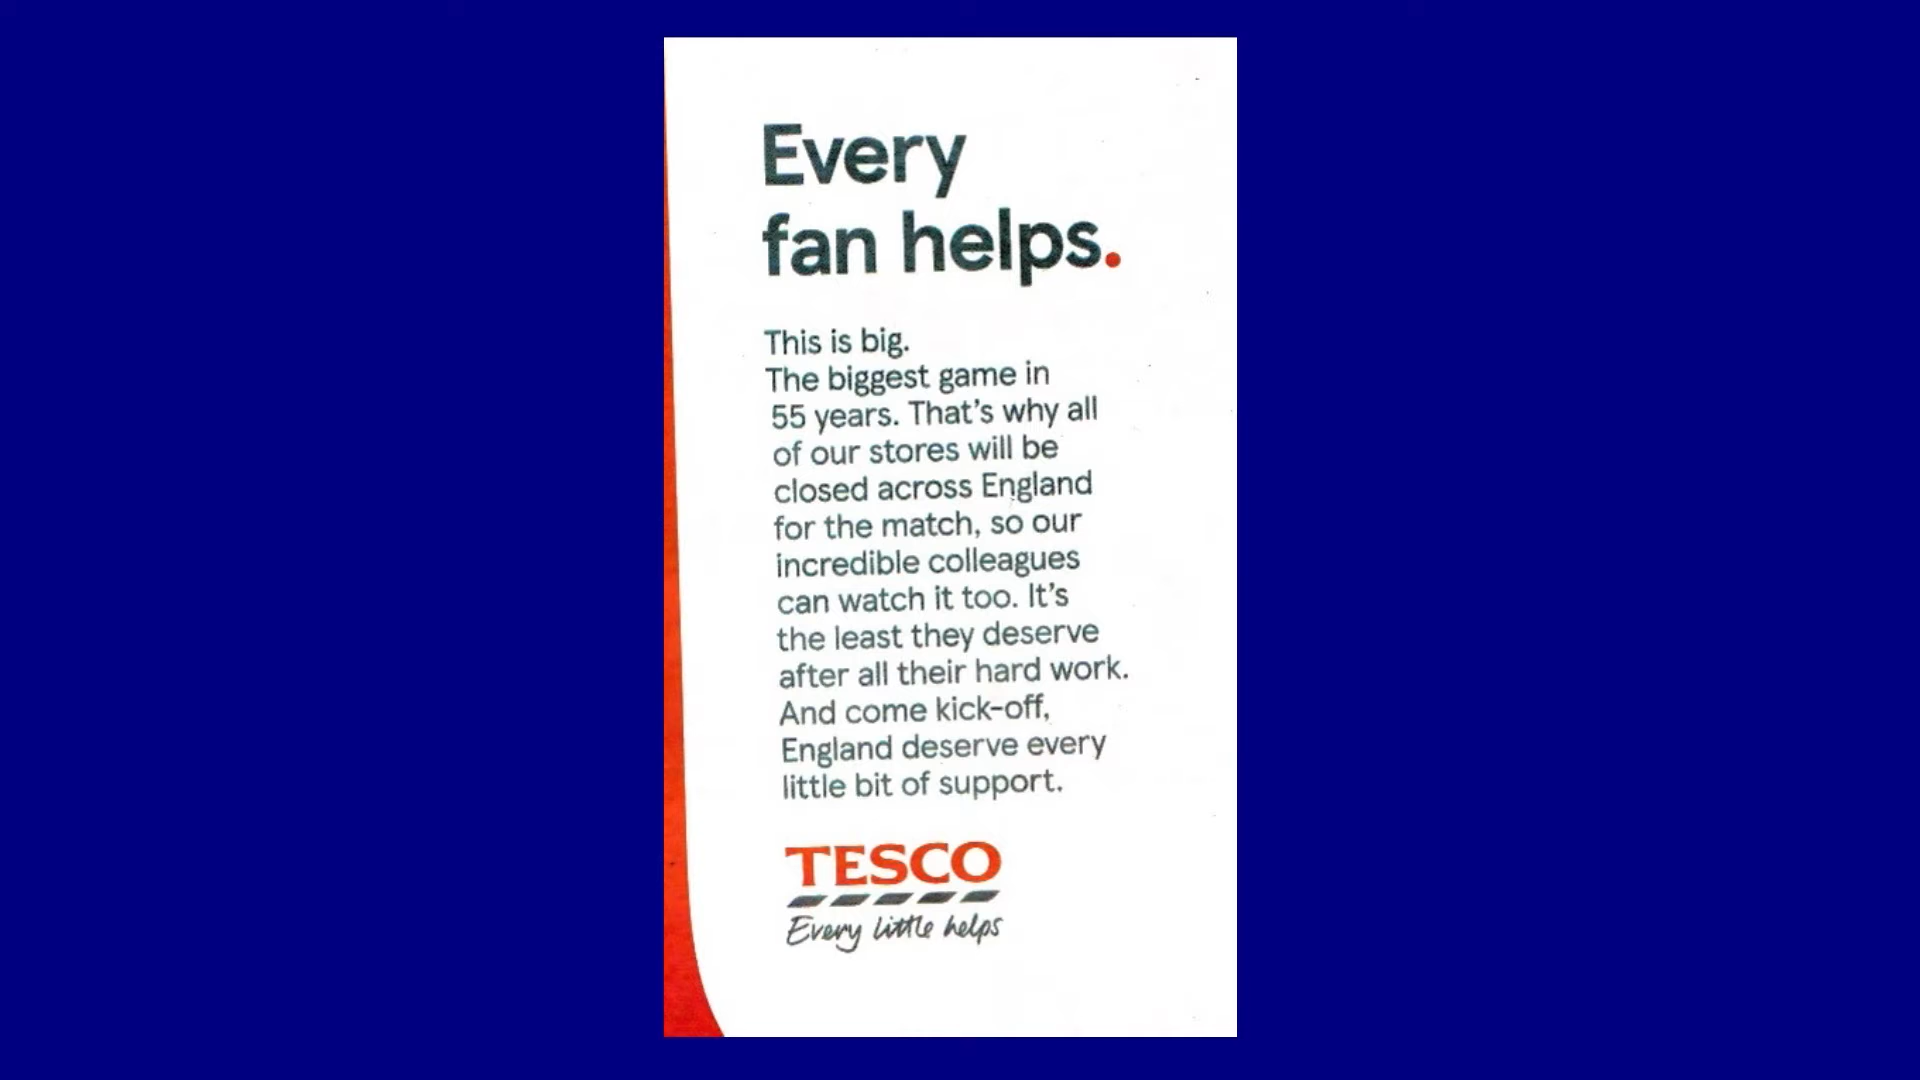 Every
fan helps.
This is big.
The biggest game in
55 years. That's why all
of our stores will be
closed across England
for the match, so our
incredible colleagues
can watch it too. It's
the least they deserve
after all their hard work.
And come kick-off,
England deserve every
little bit of support.
TESCO
Every little helps